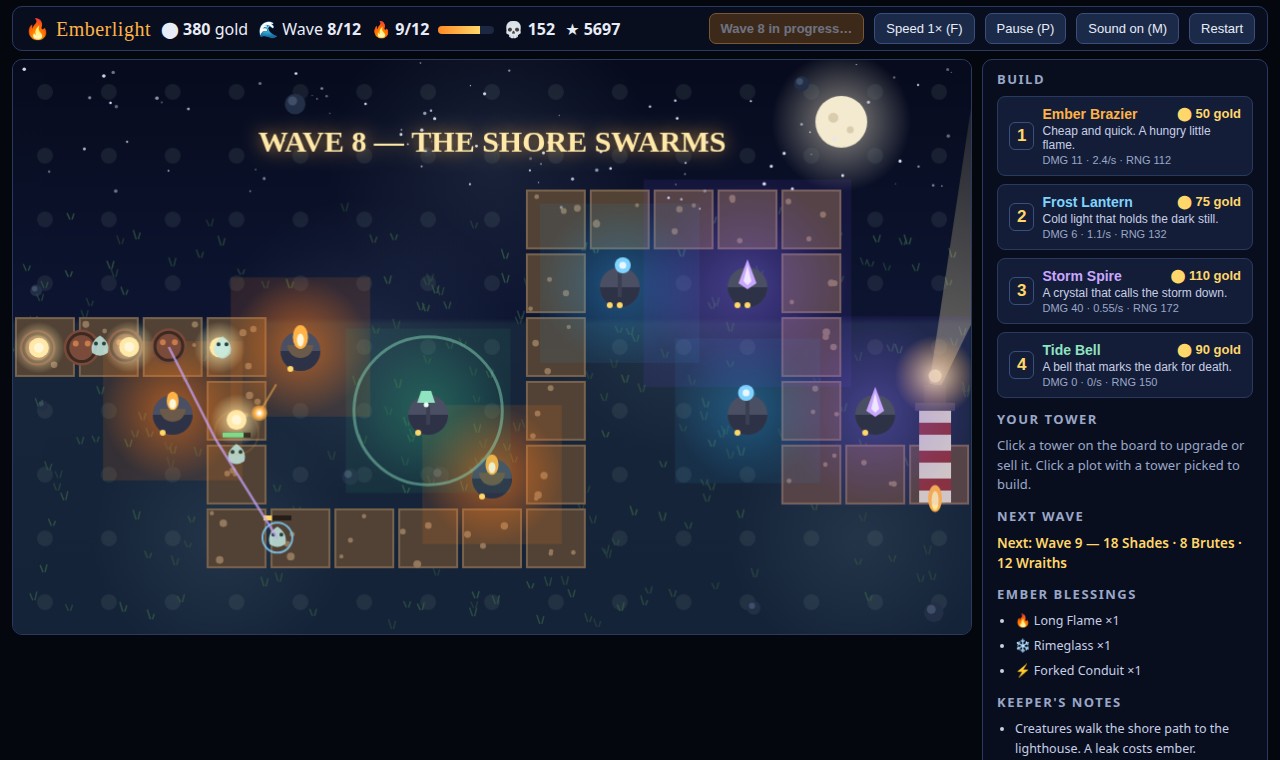 Emberlight 380 gold Wave 8/12 9/12 152 ★ 5697 Wave 8 in progress… Speed 1× (F) Pause (P) Sound on (M) Restart
WAVE 8 — THE SHORE SWARMS
BUILD
1 Ember Brazier 50 gold
Cheap and quick. A hungry little
flame.
DMG 11 · 2.4/s · RNG 112
2 Frost Lantern 75 gold
Cold light that holds the dark still.
DMG 6 · 1.1/s · RNG 132
3 Storm Spire 110 gold
A crystal that calls the storm down.
DMG 40 · 0.55/s · RNG 172
4 Tide Bell 90 gold
A bell that marks the dark for death.
DMG 0 · 0/s · RNG 150
YOUR TOWER
Click a tower on the board to upgrade or
sell it. Click a plot with a tower picked to
build.
NEXT WAVE
Next: Wave 9 — 18 Shades · 8 Brutes ·
12 Wraiths
EMBER BLESSINGS
Long Flame ×1
Rimeglass ×1
Forked Conduit ×1
KEEPER'S NOTES
Creatures walk the shore path to the
lighthouse. A leak costs ember.